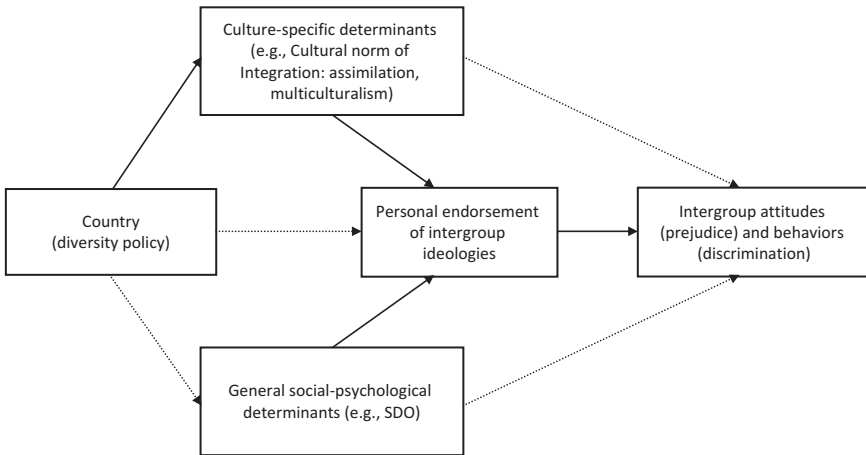 Culture-specific determinants
(e.g., Cultural norm of
Integration: assimilation,
multiculturalism)
Country
(diversity policy)
Personal endorsement
of intergroup
ideologies
Intergroup attitudes
(prejudice) and behaviors
(discrimination)
General social-psychological
determinants (e.g., SDO)